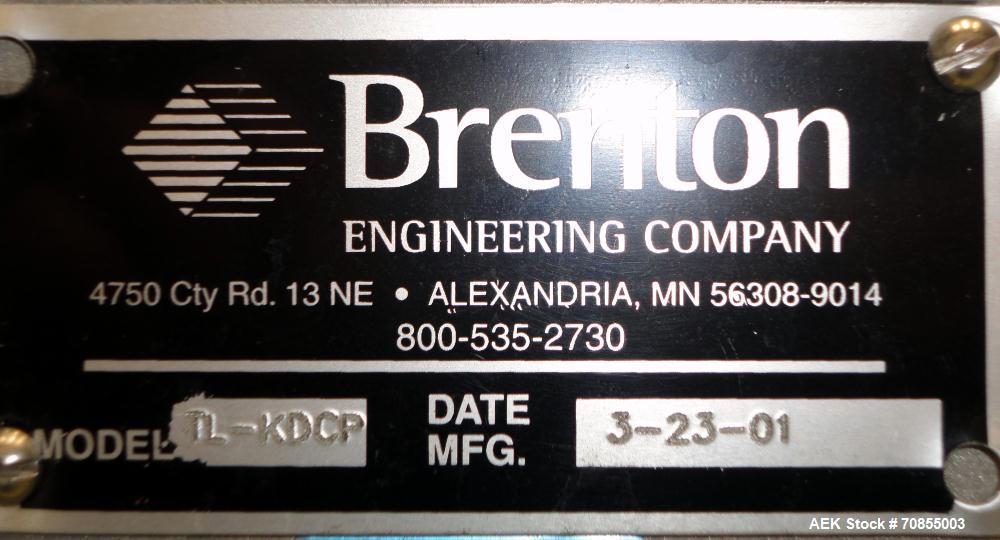 Brenton
ENGINEERING COMPANY
4750 Cty Rd. 13 NE • ALEXANDRIA, MN 56308-9014
800-535-2730
MODEL TL-KDCP
DATE MFG. 3-23-01
AEK Stock # 70855003